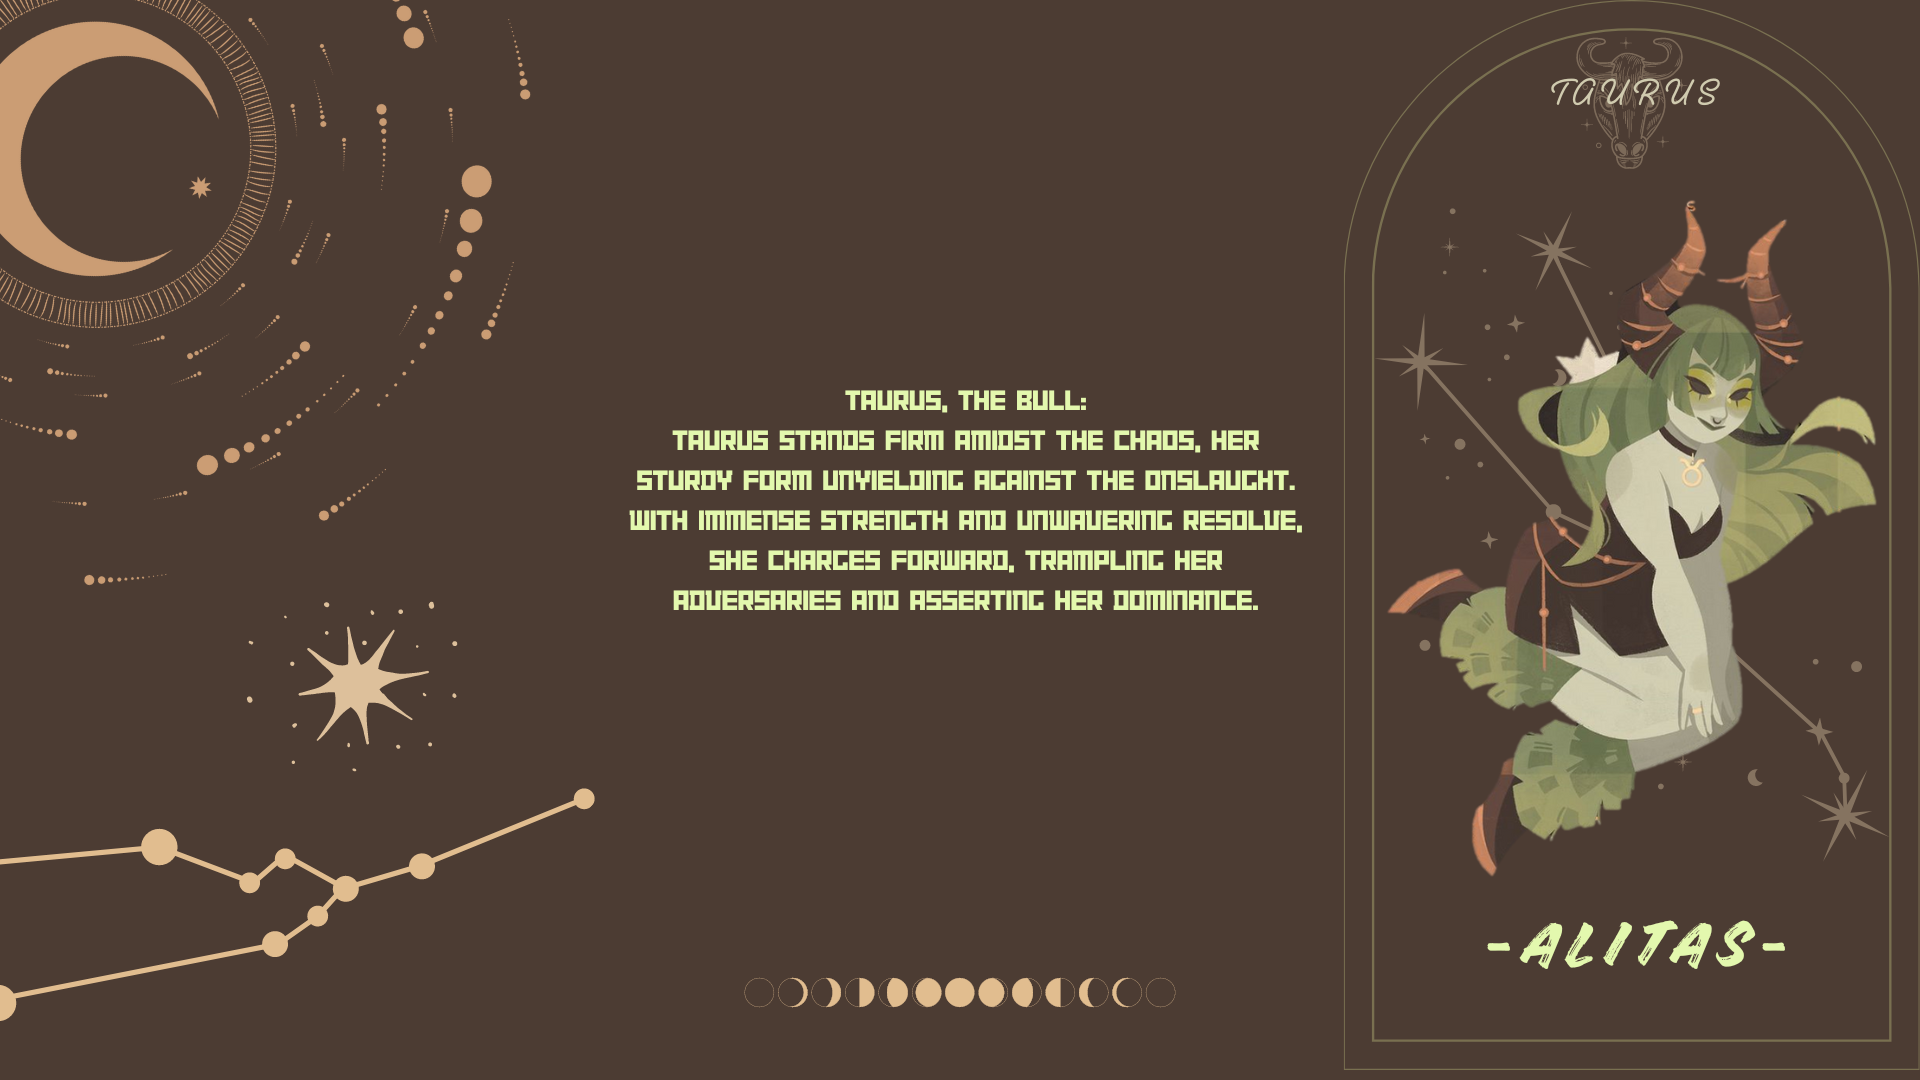 TAURUS
TAURUS, THE BULL:
TAURUS STANDS FIRM AMIDST THE CHAOS, HER
STURDY FORM UNYIELDING AGAINST THE ONSLAUGHT.
WITH IMMENSE STRENGTH AND UNWAVERING RESOLVE,
SHE CHARGES FORWARD, TRAMPLING HER
ADVERSARIES AND ASSERTING HER DOMINANCE.
-ALITAS-